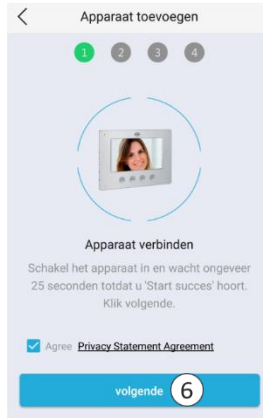 Apparaat toevoegen
1 2 3 4
Apparaat verbinden
Schakel het apparaat in en wacht ongeveer
25 seconden totdat u 'Start succes' hoort.
Klik volgende.
Agree Privacy Statement Agreement
volgende 6